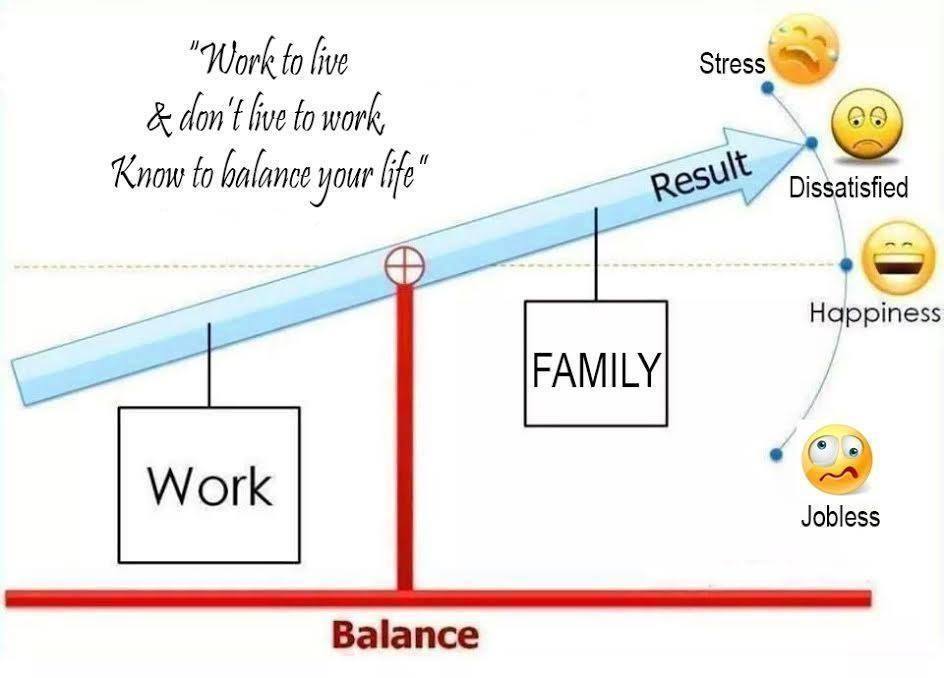 "Work to live
& don't live to work,
Know to balance your life"
Stress
Dissatisfied
Result
Happiness
FAMILY
Work
Jobless
Balance